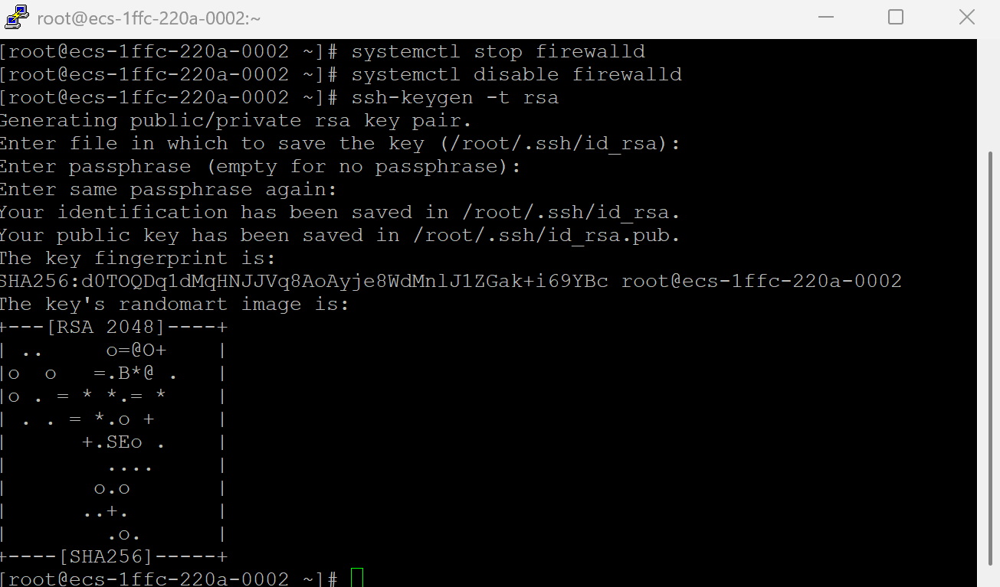 root@ecs-1ffc-220a-0002:~
[root@ecs-1ffc-220a-0002 ~]# systemctl stop firewalld
[root@ecs-1ffc-220a-0002 ~]# systemctl disable firewalld
[root@ecs-1ffc-220a-0002 ~]# ssh-keygen -t rsa
Generating public/private rsa key pair.
Enter file in which to save the key (/root/.ssh/id_rsa):
Enter passphrase (empty for no passphrase):
Enter same passphrase again:
Your identification has been saved in /root/.ssh/id_rsa.
Your public key has been saved in /root/.ssh/id_rsa.pub.
The key fingerprint is:
SHA256:d0TOQDq1dMqHNJJVq8AoAyje8WdMnlJ1ZGak+i69YBc root@ecs-1ffc-220a-0002
The key's randomart image is:
+---[RSA 2048]----+
| ..     o=@O+    |
|o  o   =.B*@ .   |
|o . = * *.= *    |
| . . = *.o +     |
|      +.SEo .    |
|        ....     |
|       o.o       |
|      ..+.       |
|        .o.      |
+----[SHA256]-----+
[root@ecs-1ffc-220a-0002 ~]#